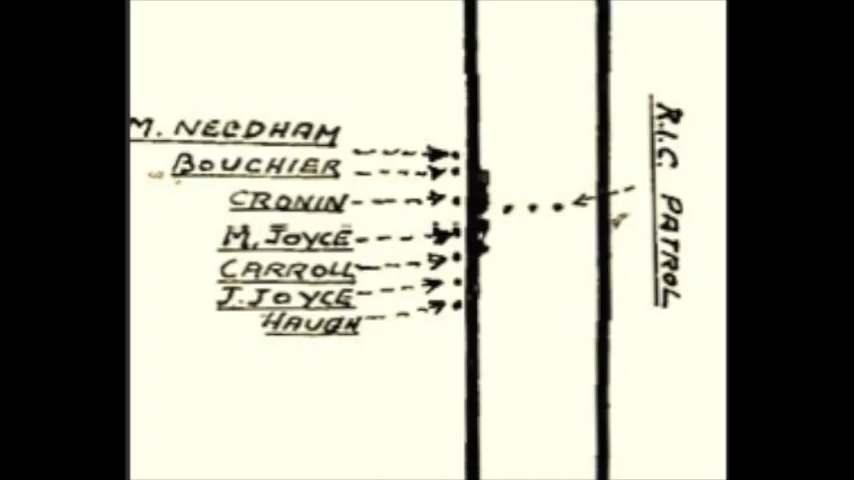 M. NEEDHAM
BOUCHIER
CRONIN
M. JOYCE
CARROLL
J. JOYCE
HAUGH
R.I.C. PATROL